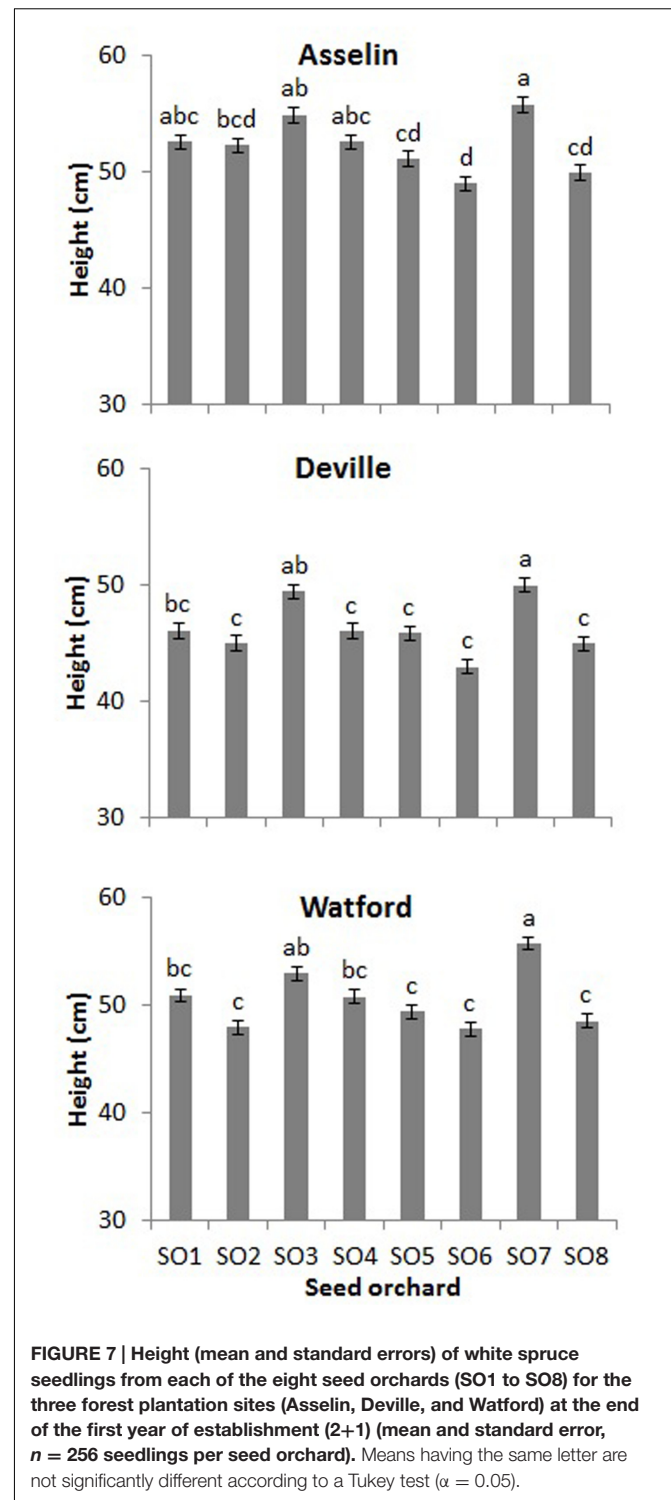 Asselin
60
50
40
30
Height (cm)
abc bcd ab abc cd d a cd
Deville
60
50
40
30
Height (cm)
bc c ab c c c a c
Watford
60
50
40
30
Height (cm)
bc c ab bc c c a c
SO1 SO2 SO3 SO4 SO5 SO6 SO7 SO8
Seed orchard
FIGURE 7 | Height (mean and standard errors) of white spruce
seedlings from each of the eight seed orchards (SO1 to SO8) for the
three forest plantation sites (Asselin, Deville, and Watford) at the end
of the first year of establishment (2+1) (mean and standard error,
n = 256 seedlings per seed orchard). Means having the same letter are
not significantly different according to a Tukey test (α = 0.05).